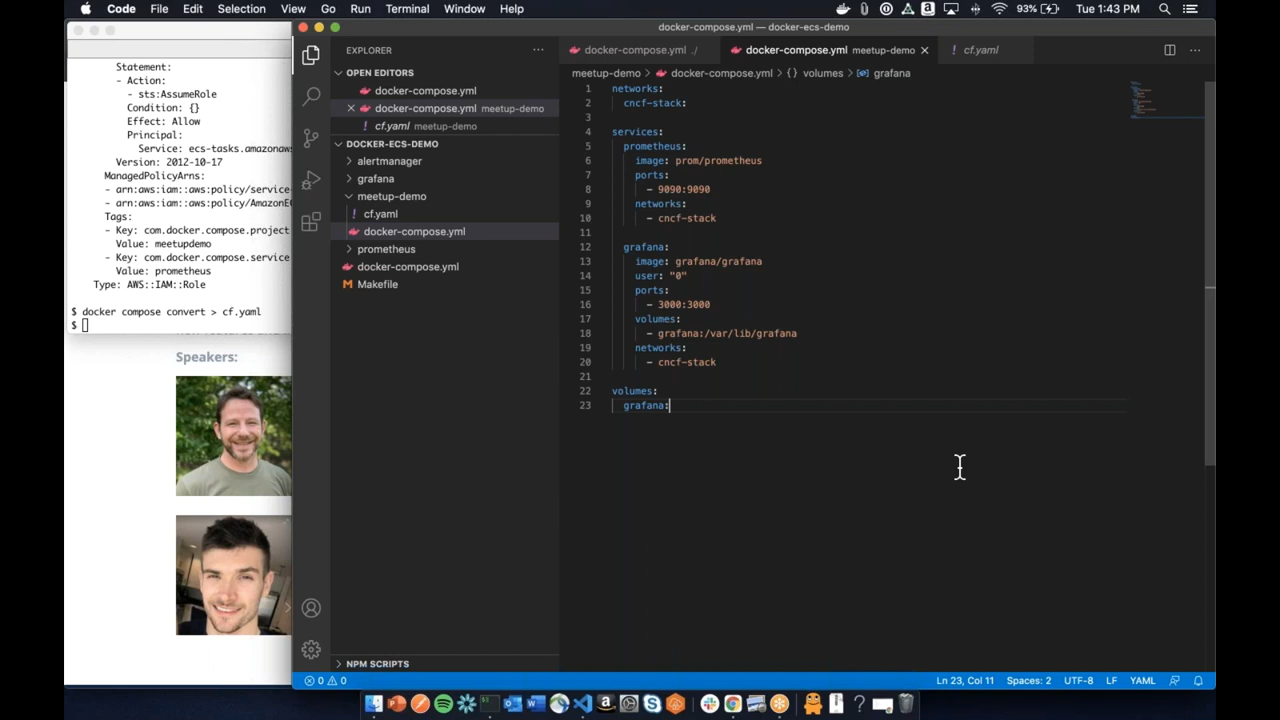 Code File Edit Selection View Go Run Terminal Window Help 93% Tue 1:43 PM
docker-compose.yml — docker-ecs-demo
Statement:
- Action:
- sts:AssumeRole
Condition: {}
Effect: Allow
Principal:
Service: ecs-tasks.amazonaws
Version: 2012-10-17
ManagedPolicyArns:
- arn:aws:iam::aws:policy/service-
- arn:aws:iam::aws:policy/AmazonEC
Tags:
- Key: com.docker.compose.project
Value: meetupdemo
- Key: com.docker.compose.service
Value: prometheus
Type: AWS::IAM::Role
$ docker compose convert > cf.yaml
$
Speakers:
EXPLORER
OPEN EDITORS
docker-compose.yml
docker-compose.yml meetup-demo
cf.yaml meetup-demo
DOCKER-ECS-DEMO
alertmanager
grafana
meetup-demo
! cf.yaml
docker-compose.yml
prometheus
docker-compose.yml
Makefile
NPM SCRIPTS
docker-compose.yml ./ docker-compose.yml meetup-demo ! cf.yaml
meetup-demo > docker-compose.yml > {} volumes > grafana
1 networks:
2 cncf-stack:
3
4 services:
5 prometheus:
6 image: prom/prometheus
7 ports:
8 - 9090:9090
9 networks:
10 - cncf-stack
11
12 grafana:
13 image: grafana/grafana
14 user: "0"
15 ports:
16 - 3000:3000
17 volumes:
18 - grafana:/var/lib/grafana
19 networks:
20 - cncf-stack
21
22 volumes:
23 grafana:
0 0 Ln 23, Col 11 Spaces: 2 UTF-8 LF YAML